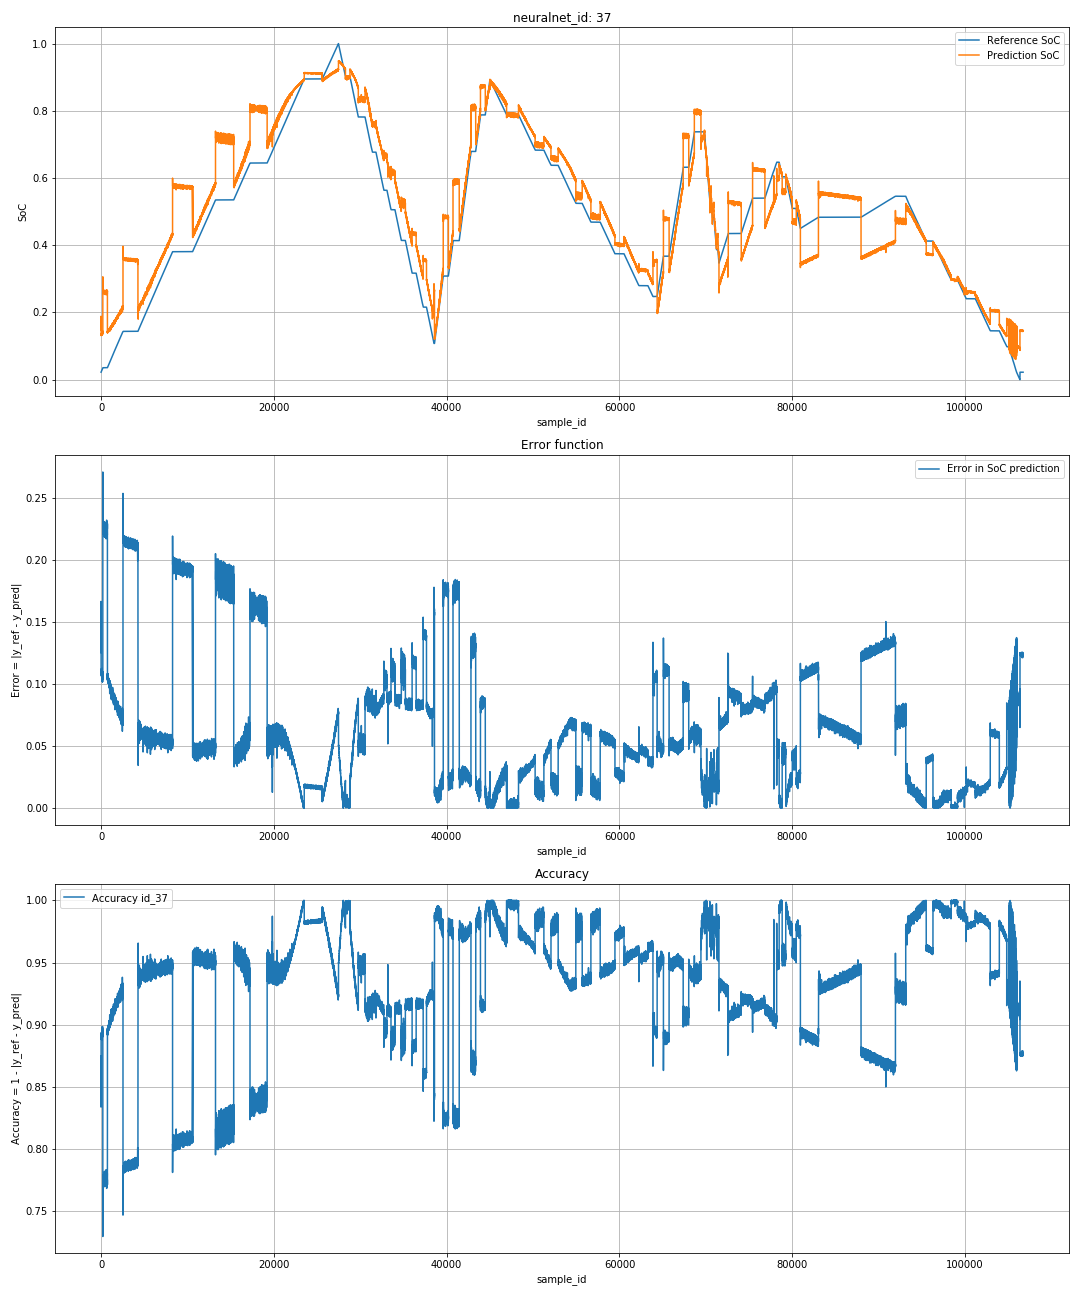 neuralnet_id: 37
Reference SoC
Prediction SoC
1.0
0.8
0.6
0.4
0.2
0.0
SoC
0 20000 40000 60000 80000 100000
sample_id
Error function
Error in SoC prediction
0.25
0.20
0.15
0.10
0.05
0.00
Error = |y_ref - y_pred|
0 20000 40000 60000 80000 100000
sample_id
Accuracy
Accuracy id_37
1.00
0.95
0.90
0.85
0.80
0.75
Accuracy = 1 - |y_ref - y_pred|
0 20000 40000 60000 80000 100000
sample_id